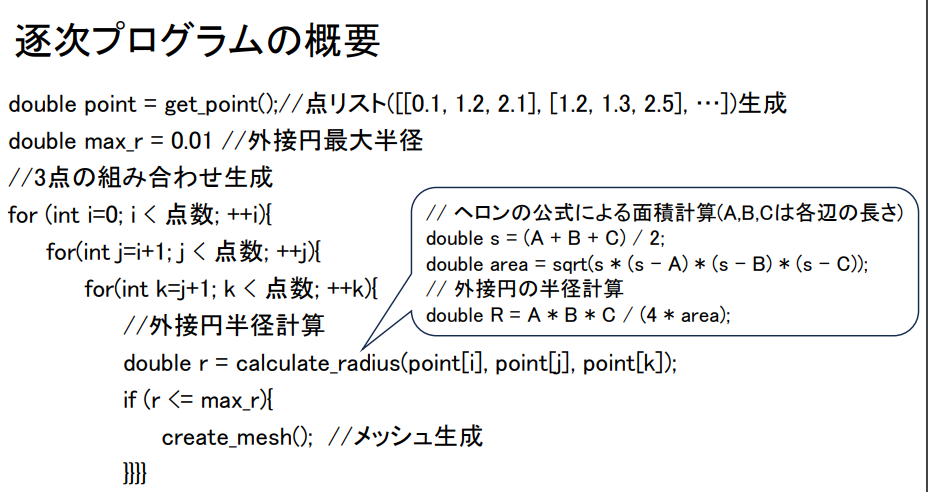 逐次プログラムの概要
double point = get_point();//点リスト([[0.1, 1.2, 2.1], [1.2, 1.3, 2.5], …])生成
double max_r = 0.01 //外接円最大半径
//3点の組み合わせ生成
for (int i=0; i < 点数; ++i){
for(int j=i+1; j < 点数; ++j){
for(int k=j+1; k < 点数; ++k){
//外接円半径計算
double r = calculate_radius(point[i], point[j], point[k]);
if (r <= max_r){
create_mesh(); //メッシュ生成
}}}}
// ヘロンの公式による面積計算(A,B,Cは各辺の長さ)
double s = (A + B + C) / 2;
double area = sqrt(s * (s - A) * (s - B) * (s - C));
// 外接円の半径計算
double R = A * B * C / (4 * area);